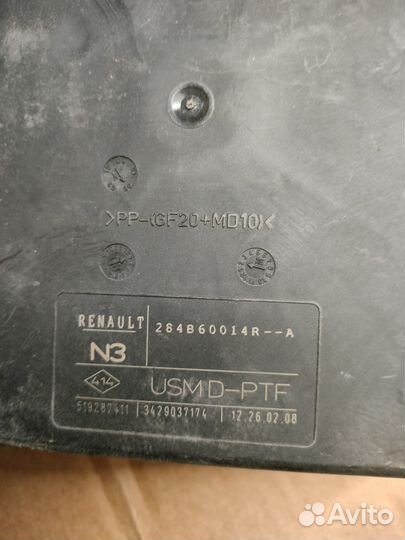 >PP-(GF20+MD10)<
RENAULT 284B60014R--A
N3
414 USM D-PTF
519287411 3429037174 12.26.02.08
Avito